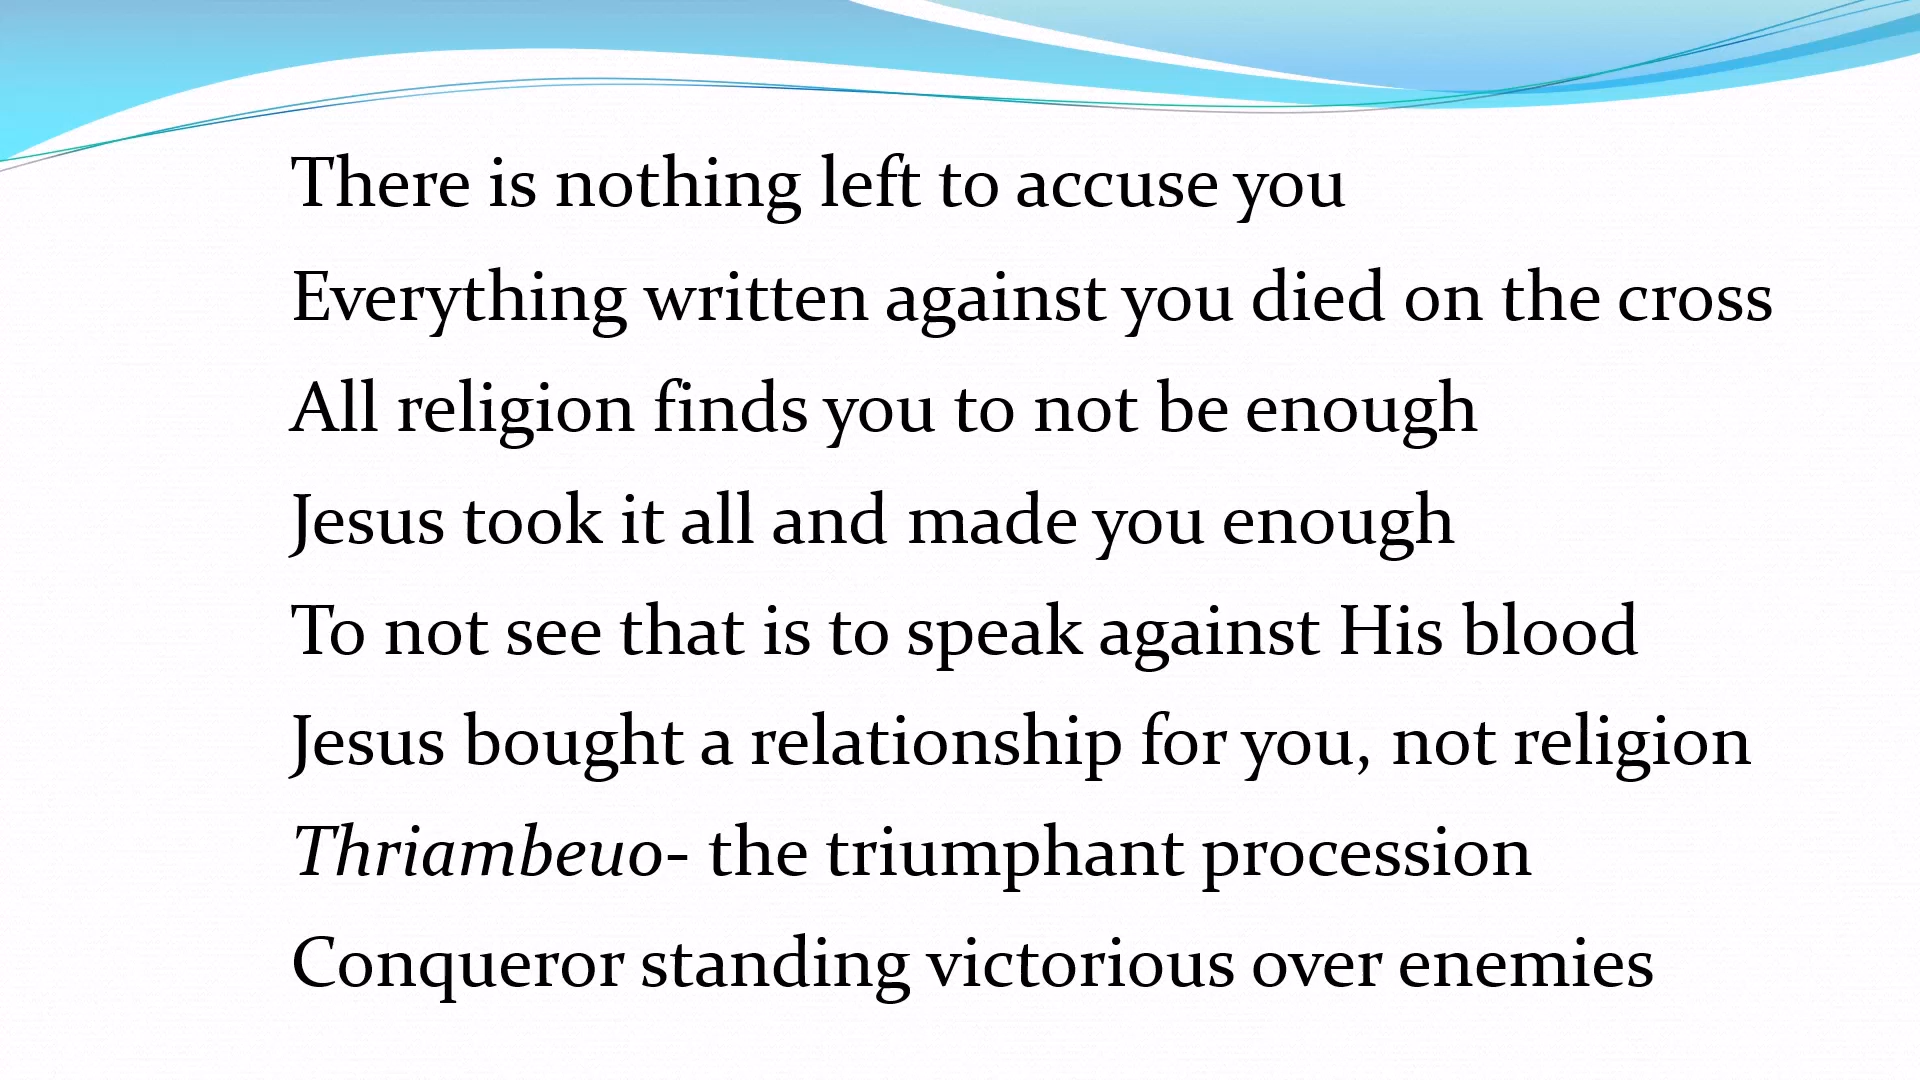 There is nothing left to accuse you
Everything written against you died on the cross
All religion finds you to not be enough
Jesus took it all and made you enough
To not see that is to speak against His blood
Jesus bought a relationship for you, not religion
Thriambeuo- the triumphant procession
Conqueror standing victorious over enemies